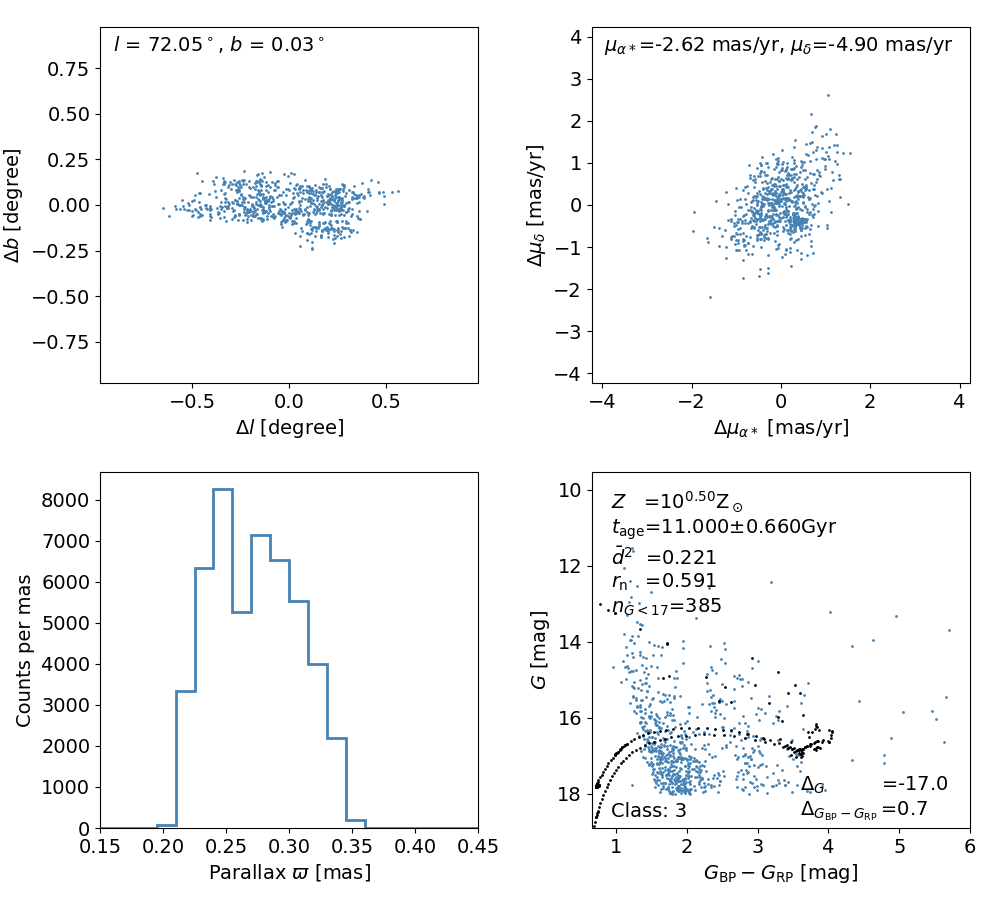 l = 72.05°, b = 0.03°
0.75
0.50
0.25
0.00
−0.25
−0.50
−0.75
Δb [degree]
−0.5
0.0
0.5
Δl [degree]
μα*=-2.62 mas/yr, μδ=-4.90 mas/yr
4
3
2
1
0
−1
−2
−3
−4
Δμδ [mas/yr]
−4
−2
0
2
4
Δμα* [mas/yr]
8000
7000
6000
5000
4000
3000
2000
1000
0
Counts per mas
0.15
0.20
0.25
0.30
0.35
0.40
0.45
Parallax ϖ [mas]
Z =10^0.50 Z⊙
t_age=11.000±0.660Gyr
d̄² =0.221
r_n =0.591
n_G<17=385
10
12
14
16
18
G [mag]
Δ_G =-17.0
Δ_{G_BP−G_RP} =0.7
Class: 3
1
2
3
4
5
6
G_BP − G_RP [mag]